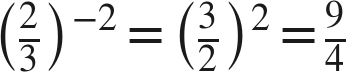 (2/3)⁻² = (3/2)² = 9/4